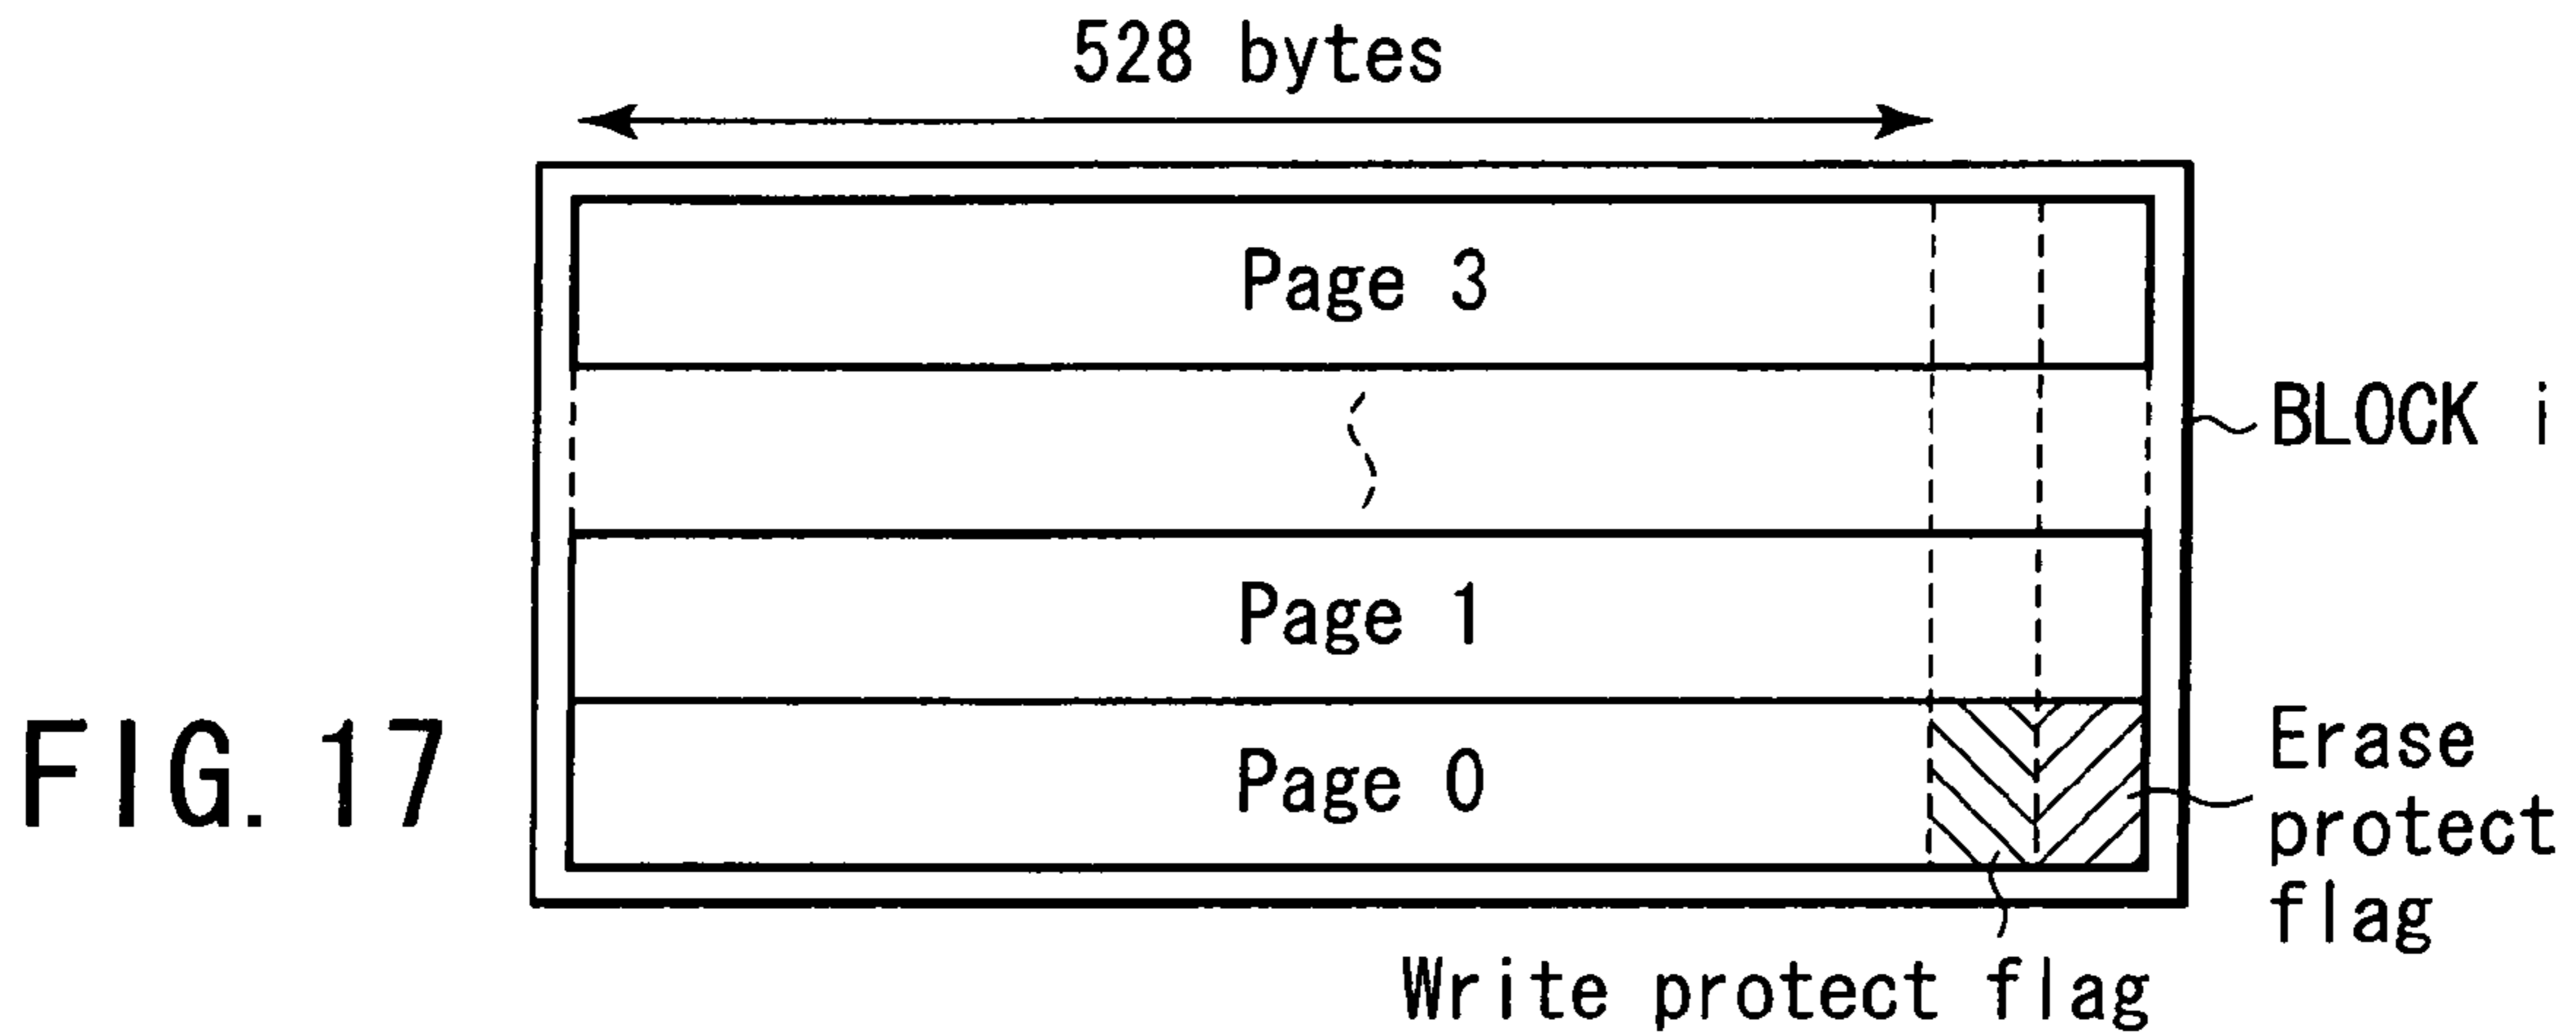 528 bytes
Page 3
BLOCK i
Page 1
Page 0
Erase
protect
flag
Write protect flag
FIG. 17